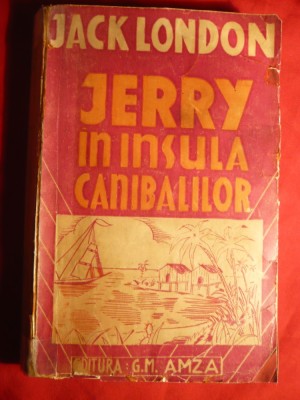 JACK LONDON
JERRY
în INSULA
CANIBALILOR
EDITURA: G.M. AMZA